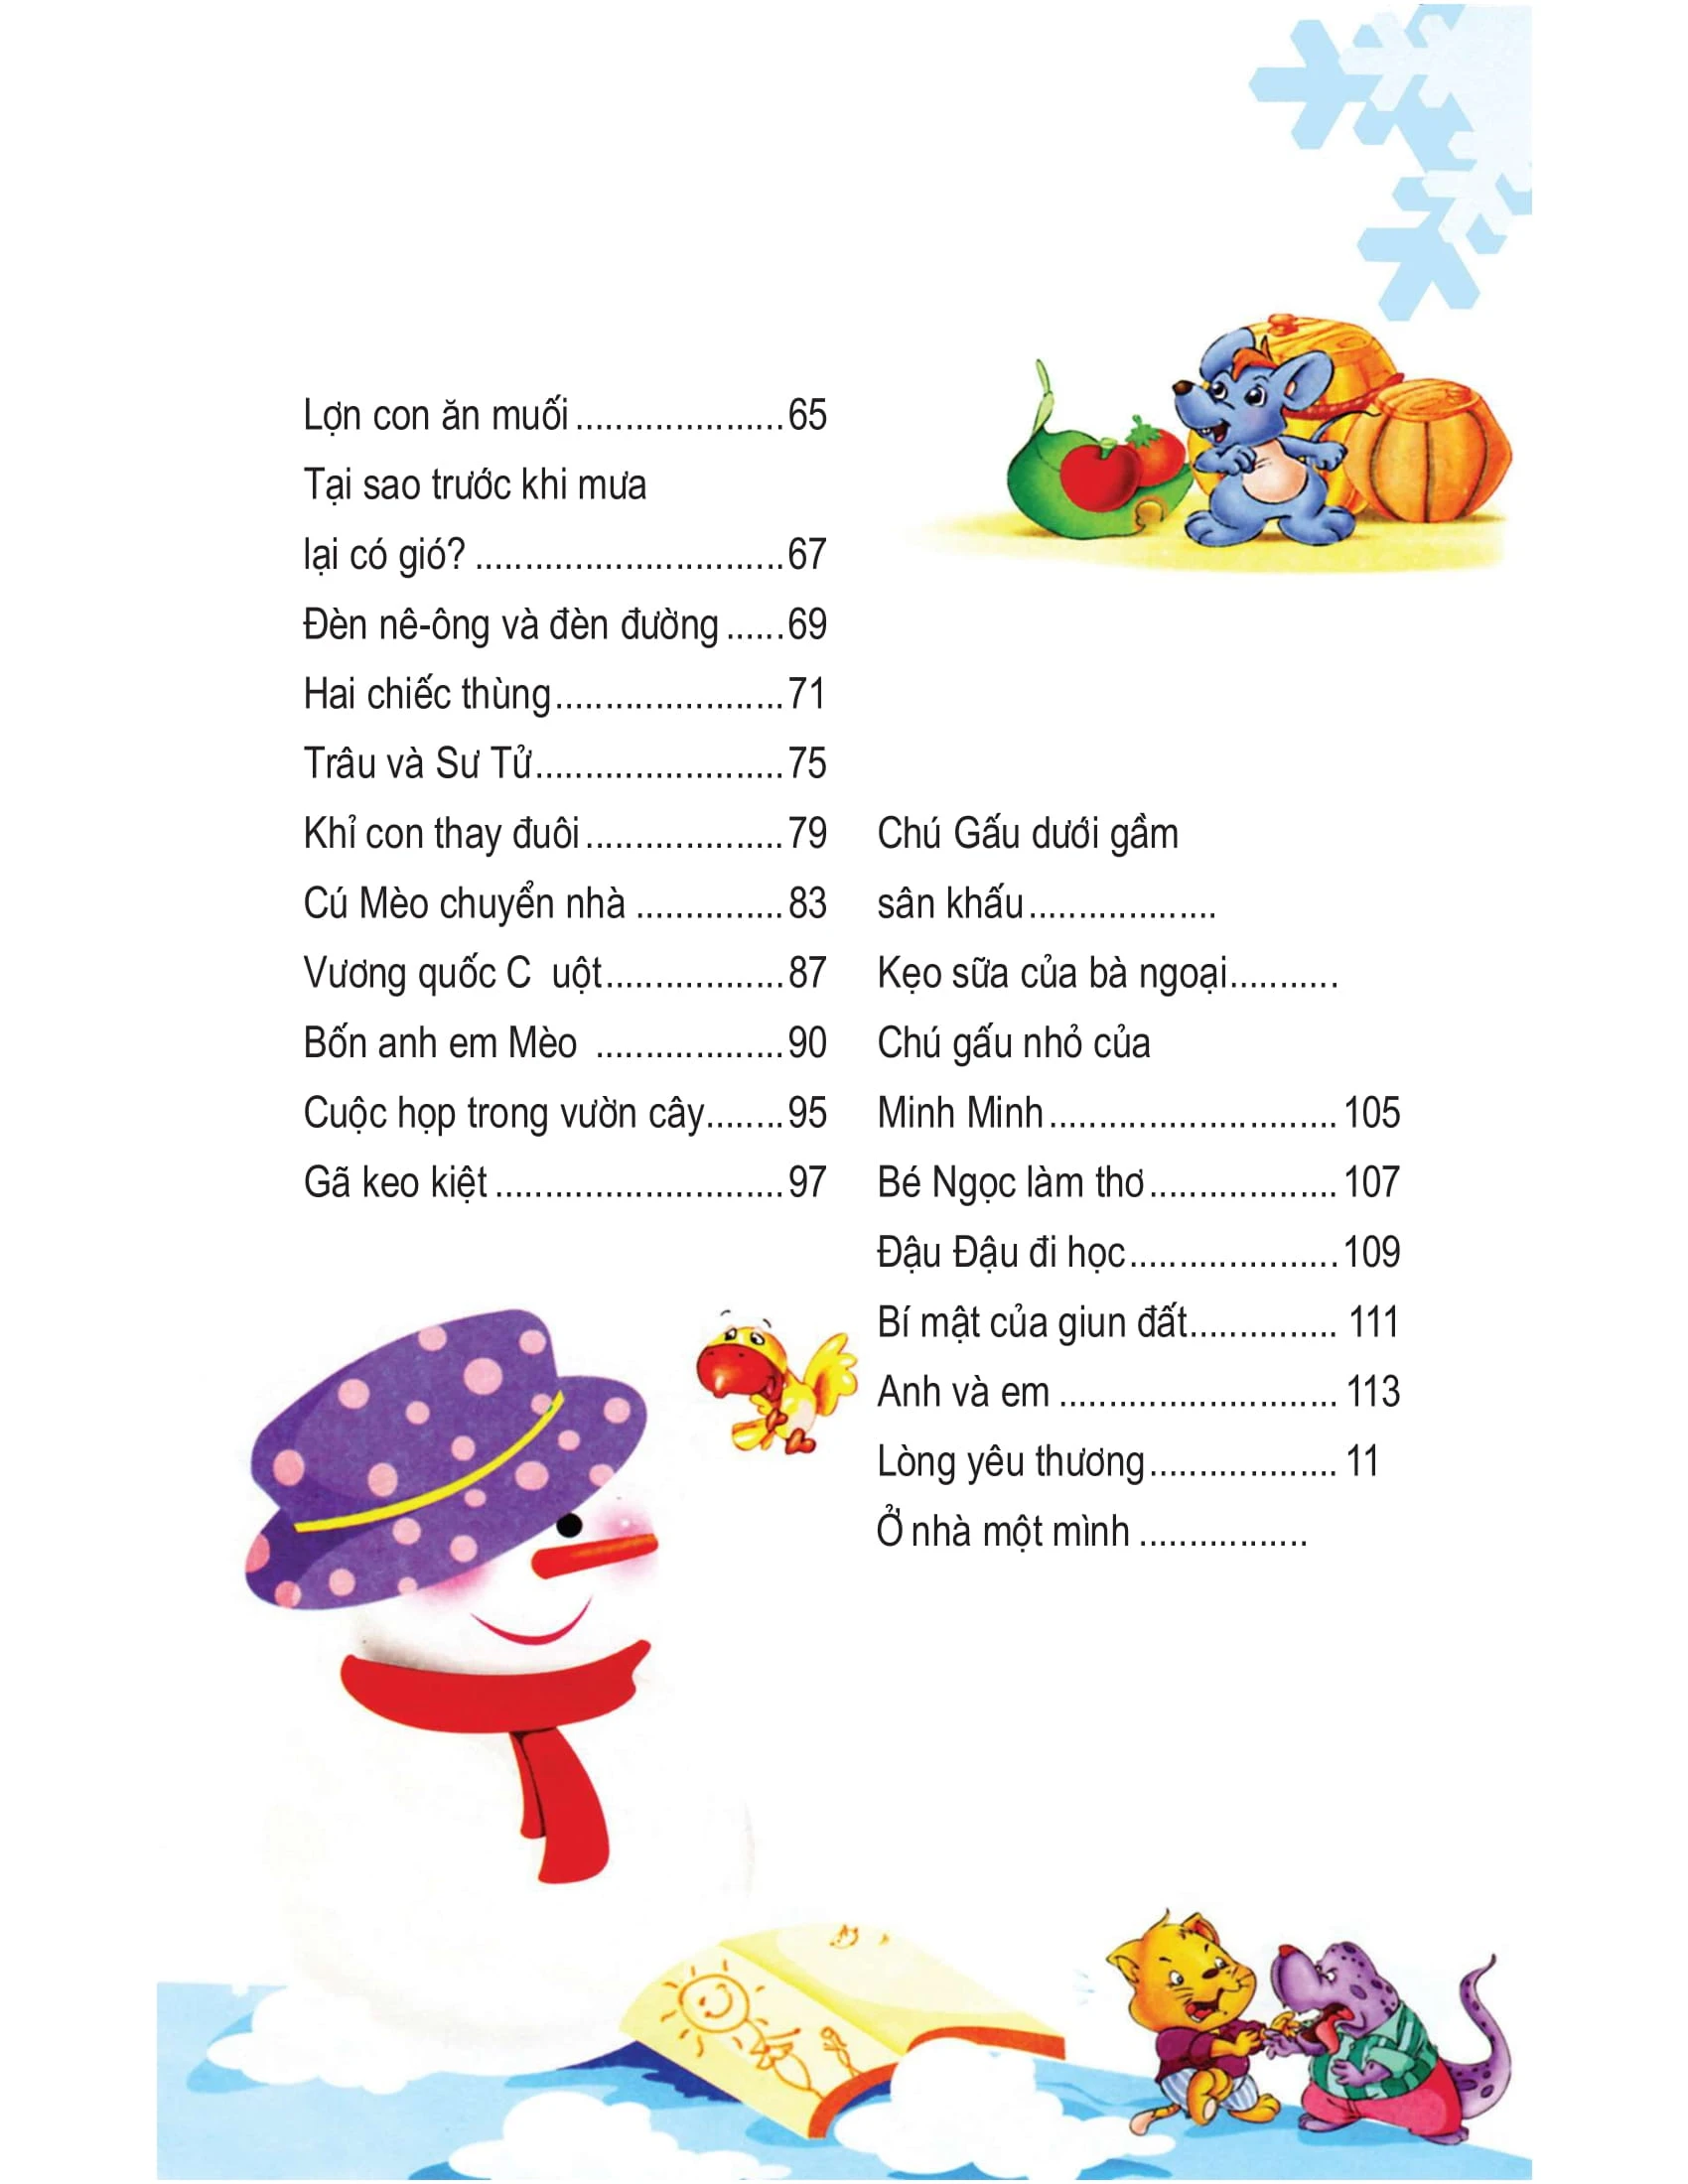 Lợn con ăn muối.....................65
Tại sao trước khi mưa
lại có gió? ...............................67
Đèn nê-ông và đèn đường ......69
Hai chiếc thùng.......................71
Trâu và Sư Tử.........................75
Khỉ con thay đuôi....................79
Cú Mèo chuyển nhà ...............83
Vương quốc C uột..................87
Bốn anh em Mèo ...................90
Cuộc họp trong vườn cây........95
Gã keo kiệt .............................97
Chú Gấu dưới gầm
sân khấu...................
Kẹo sữa của bà ngoại...........
Chú gấu nhỏ của
Minh Minh............................. 105
Bé Ngọc làm thơ................... 107
Đậu Đậu đi học.....................109
Bí mật của giun đất............... 111
Anh và em ............................ 113
Lòng yêu thương................... 11
Ở nhà một mình .................